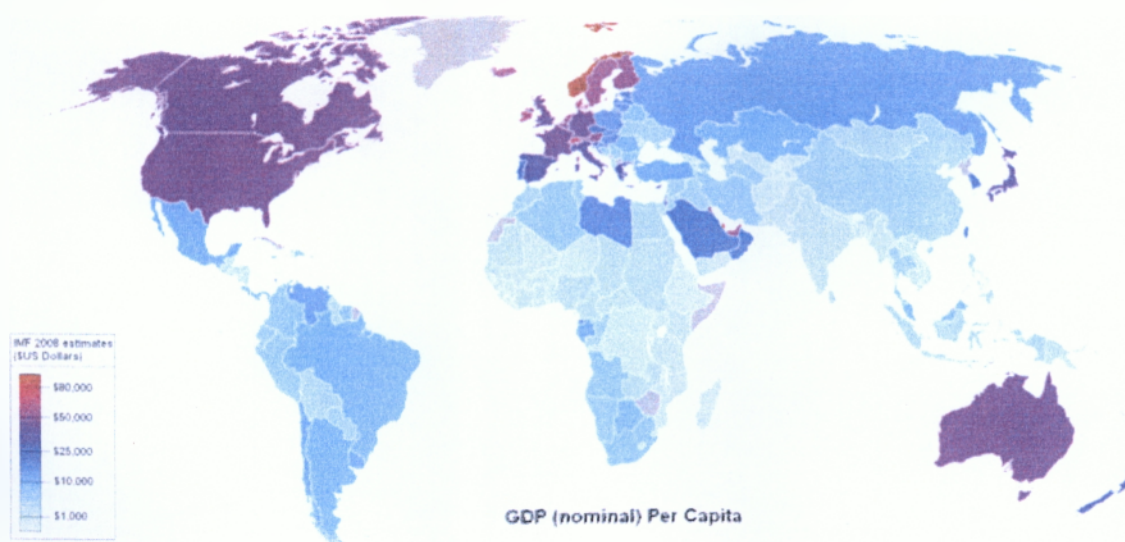 IMF 2008 estimates
($US Dollars)
$80,000
$50,000
$25,000
$10,000
$1,000
GDP (nominal) Per Capita